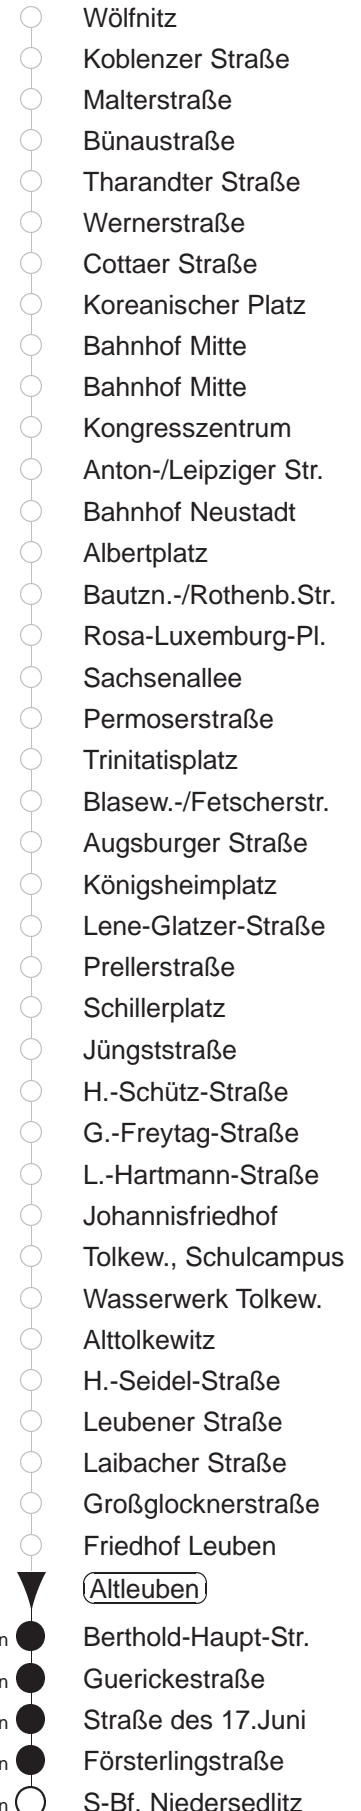 Wölfnitz
Koblenzer Straße
Malterstraße
Bünaustraße
Tharandter Straße
Wernerstraße
Cottaer Straße
Koreanischer Platz
Bahnhof Mitte
Bahnhof Mitte
Kongresszentrum
Anton-/Leipziger Str.
Bahnhof Neustadt
Albertplatz
Bautzn.-/Rothenb.Str.
Rosa-Luxemburg-Pl.
Sachsenallee
Permoserstraße
Trinitatisplatz
Blasew.-/Fetscherstr.
Augsburger Straße
Königsheimplatz
Lene-Glatzer-Straße
Prellerstraße
Schillerplatz
Jüngststraße
H.-Schütz-Straße
G.-Freytag-Straße
L.-Hartmann-Straße
Johannisfriedhof
Tolkew., Schulcampus
Wasserwerk Tolkew.
Alttolkewitz
H.-Seidel-Straße
Leubener Straße
Laibacher Straße
Großglocknerstraße
Friedhof Leuben
Altleuben
n Berthold-Haupt-Str.
n Guerickestraße
n Straße des 17.Juni
n Försterlingstraße
n S-Bf. Niedersedlitz